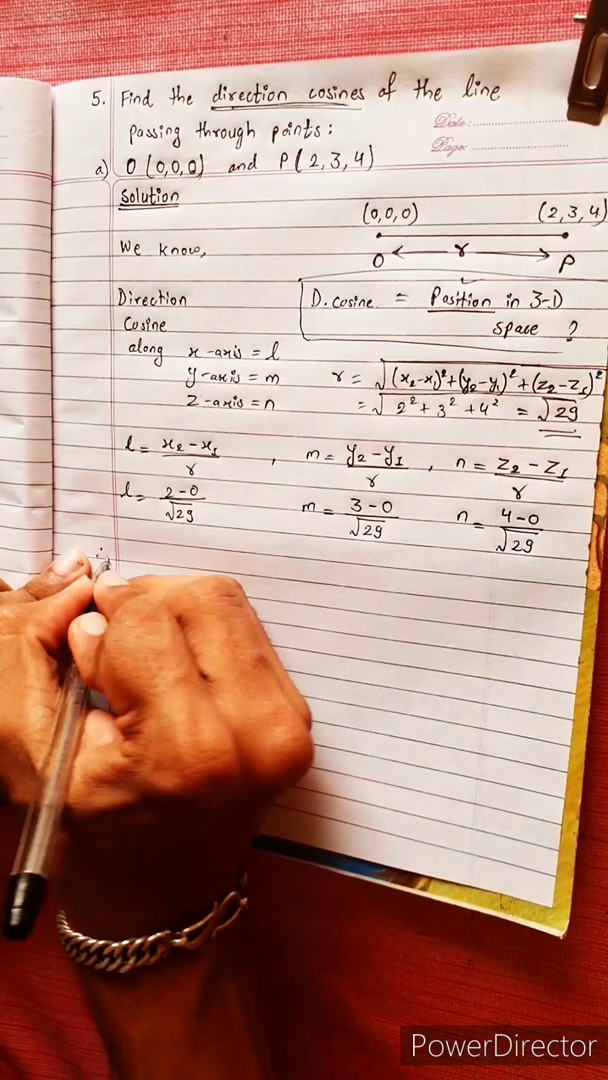 5. Find the direction cosines of the line
passing through points:
Date:
Page:
a) O (0,0,0) and P(2,3,4)
Solution
(0,0,0) (2,3,4)
We know,
O r P
Direction
Cosine
D.cosine = Position in 3-D
space ?
along x-axis = l
y-axis = m
z-axis = n
r = √(x₂-x₁)²+(y₂-y₁)²+(z₂-z₁)²
= √2²+3²+4² = √29
l = x₂-x₁/r , m = y₂-y₁/r , n = z₂-z₁/r
l = 2-0/√29 m = 3-0/√29 n = 4-0/√29
PowerDirector